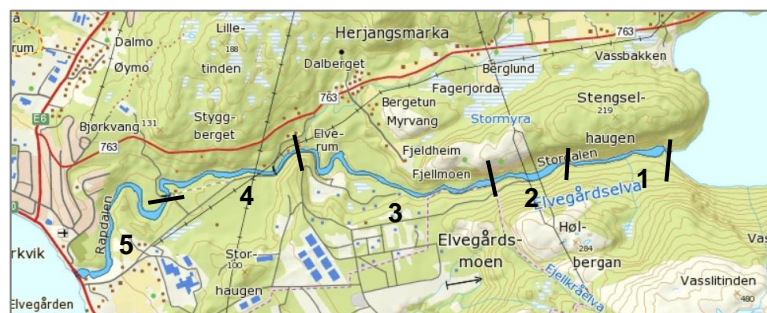 Dalmo
Øymo
Lille-
188
tinden
Herjangsmarka
Dalberget
763
Vassbakken
Berglund
Fagerjorda
Bergetun
Myrvang
Stengsel-
219
haugen
E6
Bjørkvang
131
Stygg-
berget
763
763
Elve-
rum
Stormyra
Fjeldheim
Fjellmoen
Stordalen
Elvegårdselva
1
2
3
4
5
Rapdalen
rkvik
Stor-
100
haugen
Elvegårds-
moen
Høl-
284
bergan
Fjellkråelva
Vas
Vasslitinden
480
Elvegården
rum